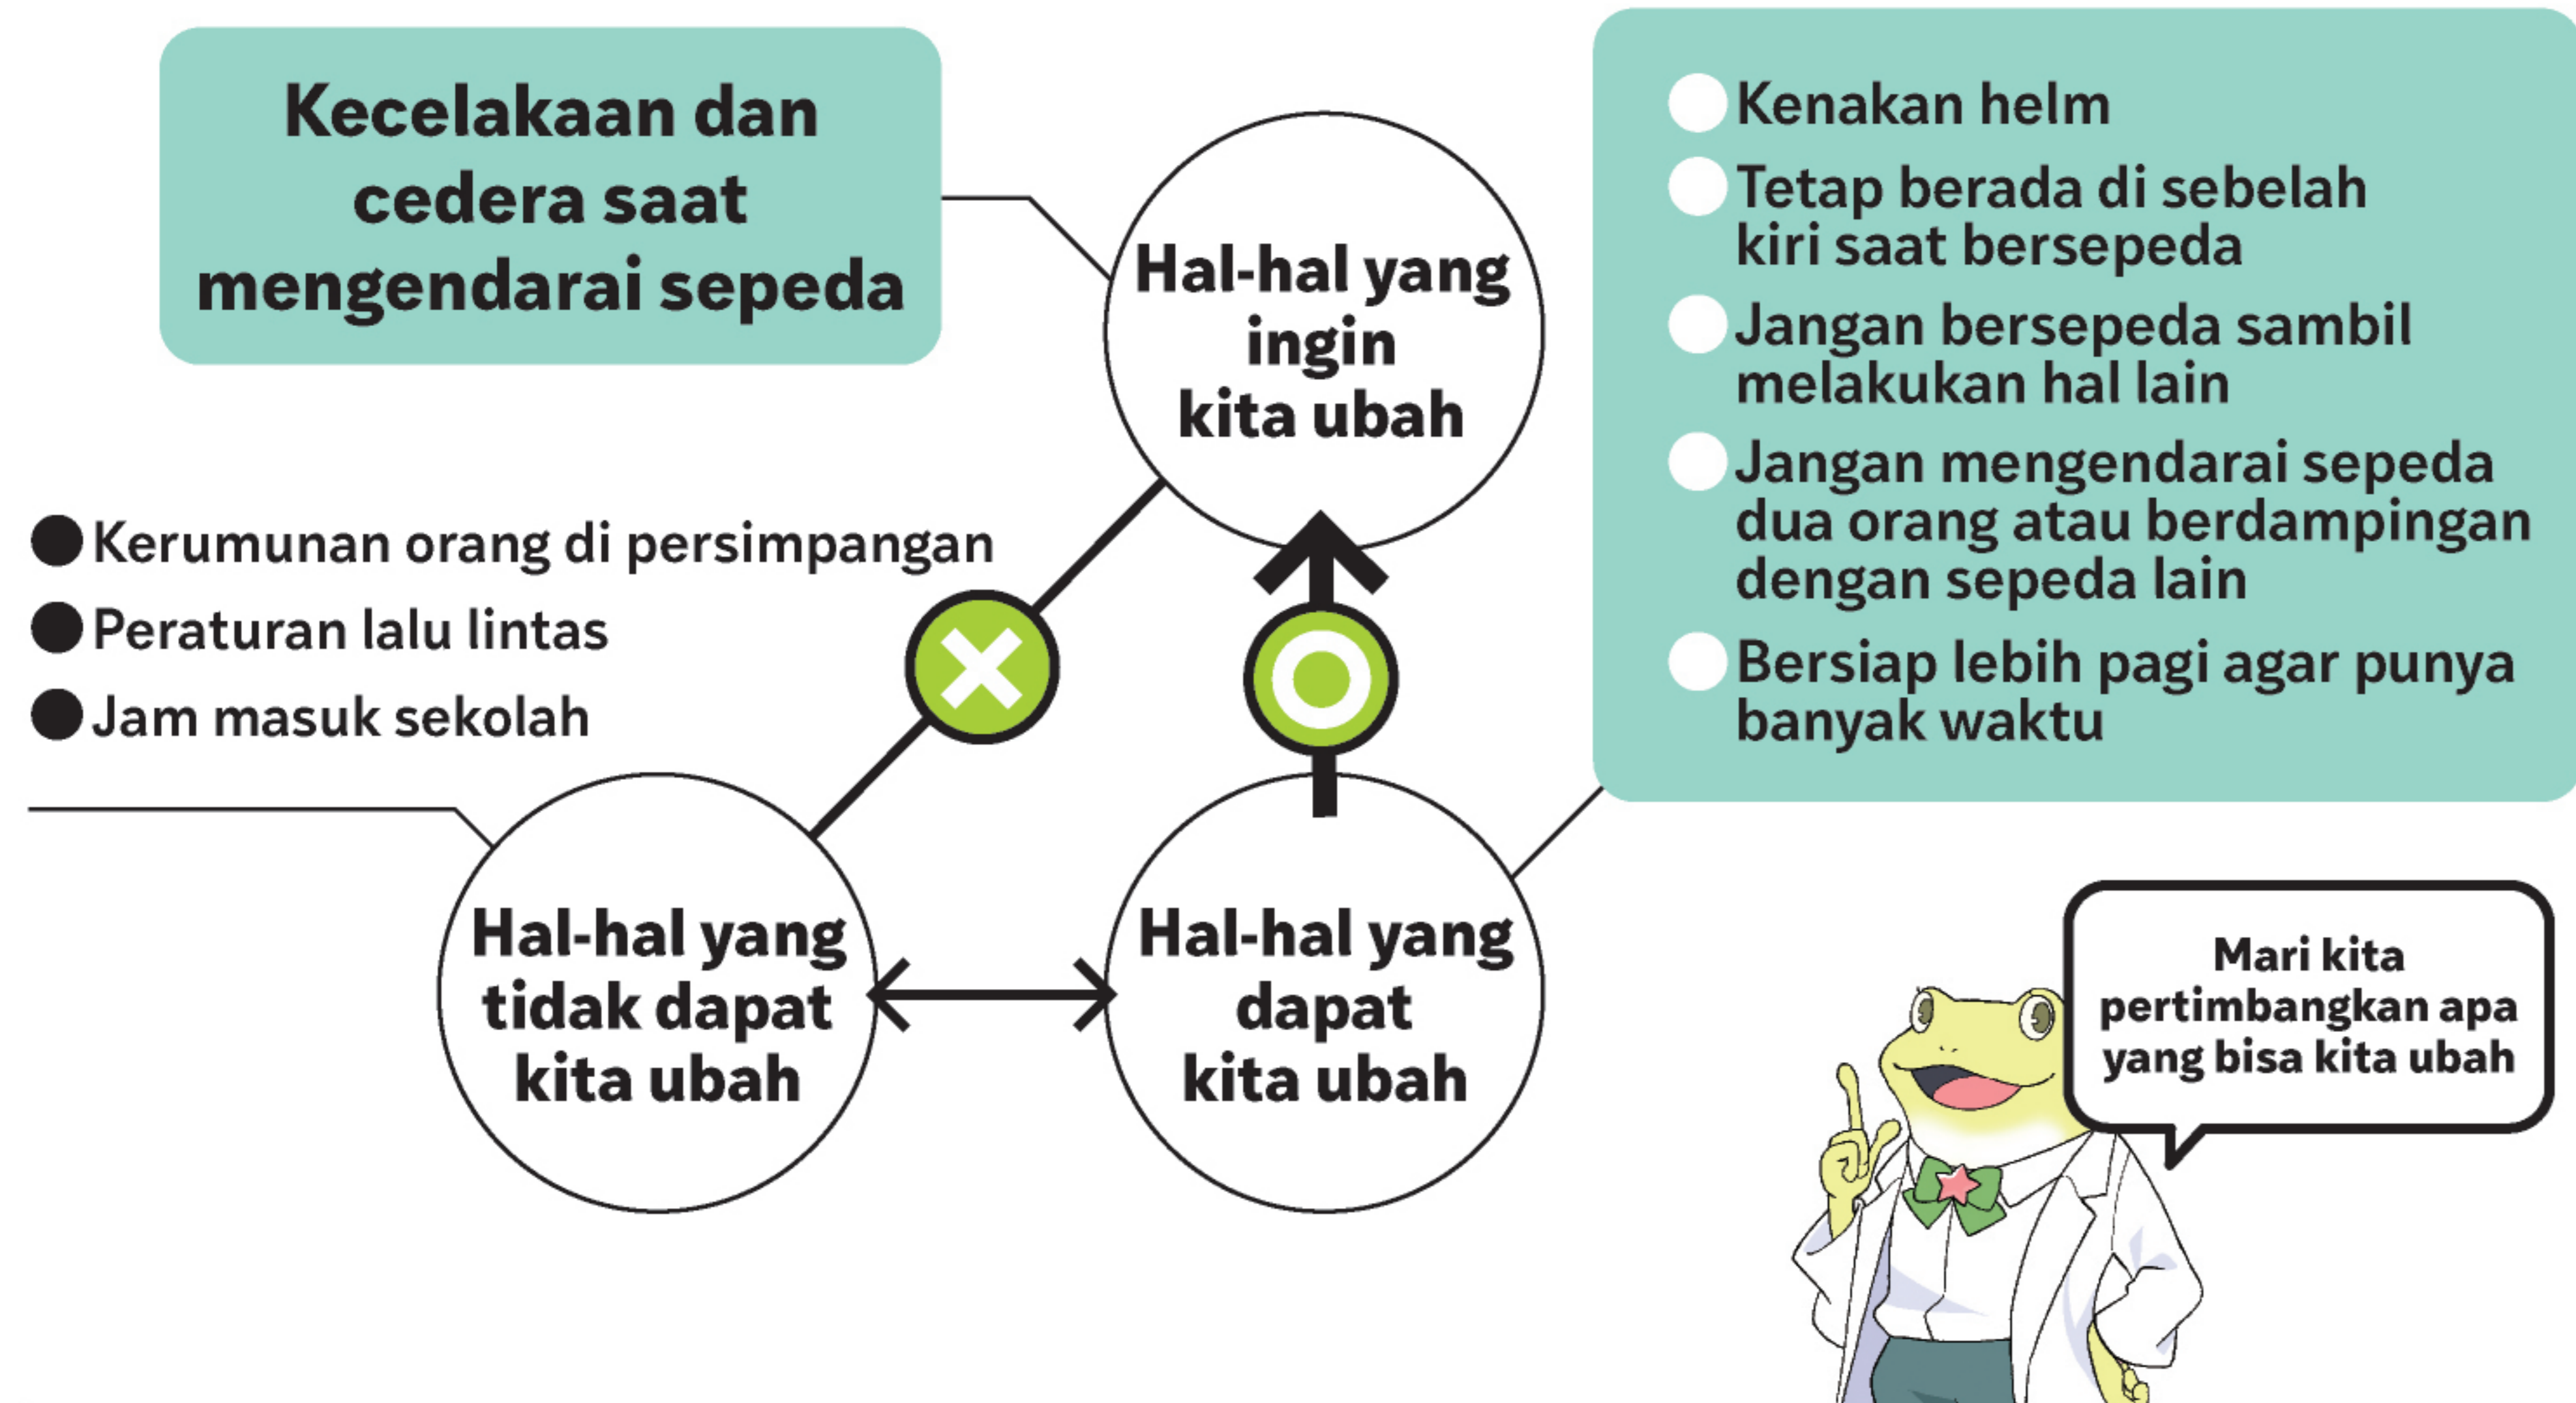 Kecelakaan dan
cedera saat
mengendarai sepeda
Hal-hal yang
ingin
kita ubah
Kenakan helm
Tetap berada di sebelah
kiri saat bersepeda
Jangan bersepeda sambil
melakukan hal lain
Jangan mengendarai sepeda
dua orang atau berdampingan
dengan sepeda lain
Bersiap lebih pagi agar punya
banyak waktu
Kerumunan orang di persimpangan
Peraturan lalu lintas
Jam masuk sekolah
Hal-hal yang
tidak dapat
kita ubah
Hal-hal yang
dapat
kita ubah
Mari kita
pertimbangkan apa
yang bisa kita ubah